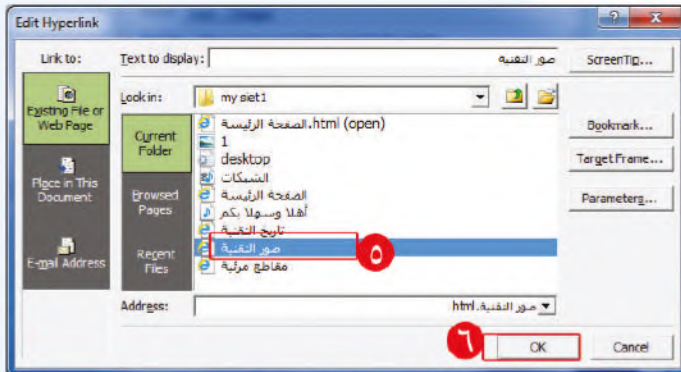 Edit Hyperlink
Link to:
Text to display:
صور التقنية
ScreenTip...
Existing File or Web Page
Look in:
my siet1
Current Folder
الصفحة الرئيسة.html (open)
1
desktop
الشبكات
الصفحة الرئيسة
أهلا وسهلا بكم
تاريخ التقنية
صور التقنية
مقاطع مرئية
٥
Bookmark...
Target Frame...
Parameters...
Place in This Document
Browsed Pages
E-mail Address
Recent Files
Address:
صور التقنية.html
٦
OK
Cancel